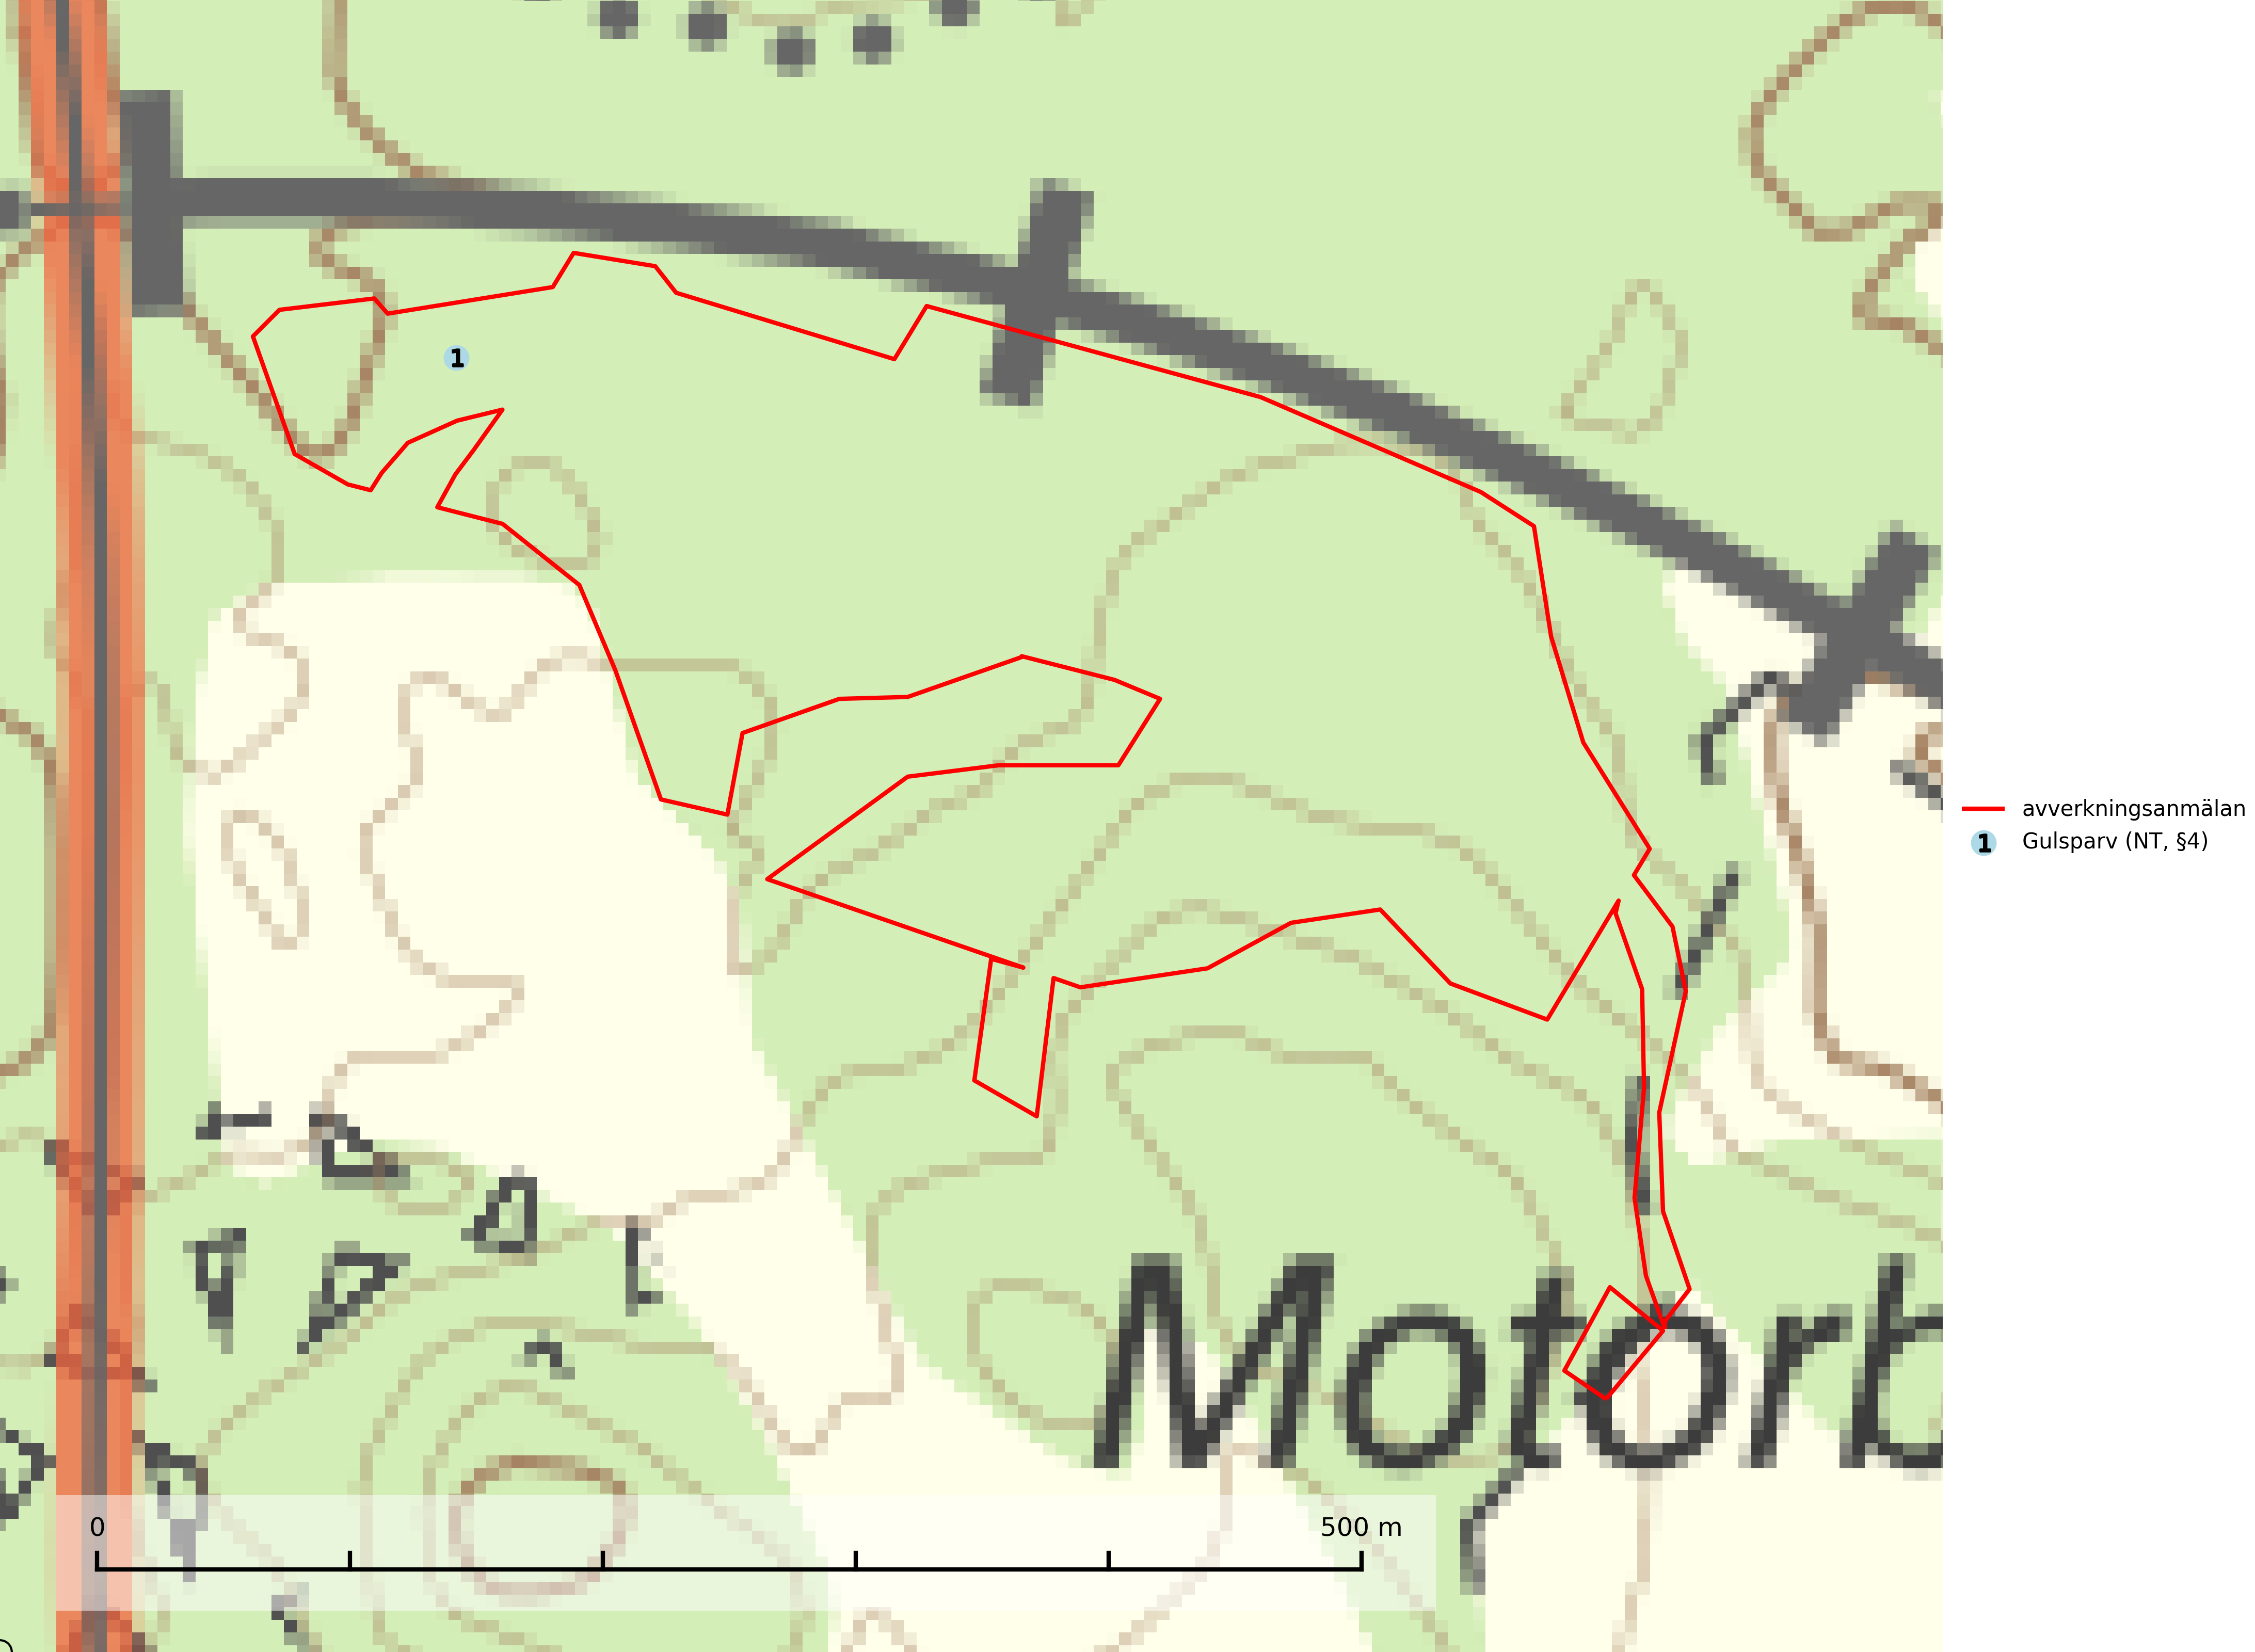 1
avverkningsanmälan
1 Gulsparv (NT, §4)
Motorb
0 500 m